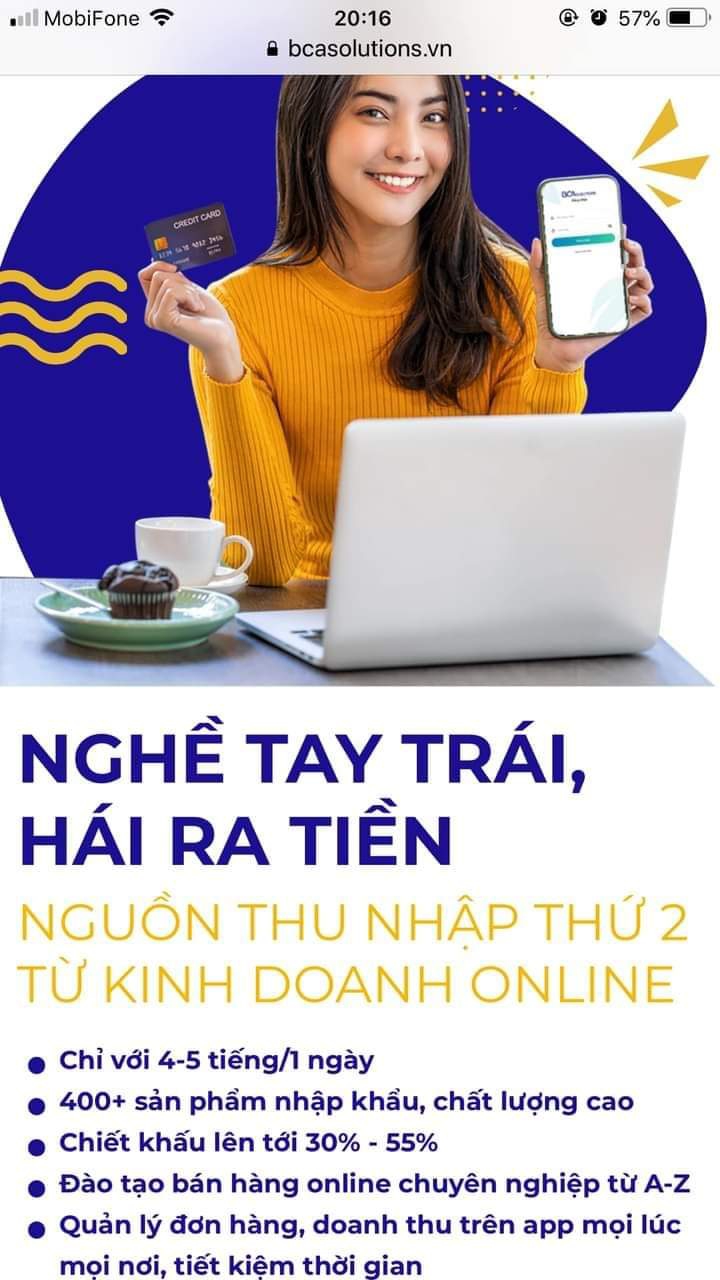 MobiFone 20:16 57%
bcasolutions.vn
CREDIT CARD
NGHỀ TAY TRÁI,
HÁI RA TIỀN
NGUỒN THU NHẬP THỨ 2
TỪ KINH DOANH ONLINE
Chỉ với 4-5 tiếng/1 ngày
400+ sản phẩm nhập khẩu, chất lượng cao
Chiết khấu lên tới 30% - 55%
Đào tạo bán hàng online chuyên nghiệp từ A-Z
Quản lý đơn hàng, doanh thu trên app mọi lúc
mọi nơi, tiết kiệm thời gian